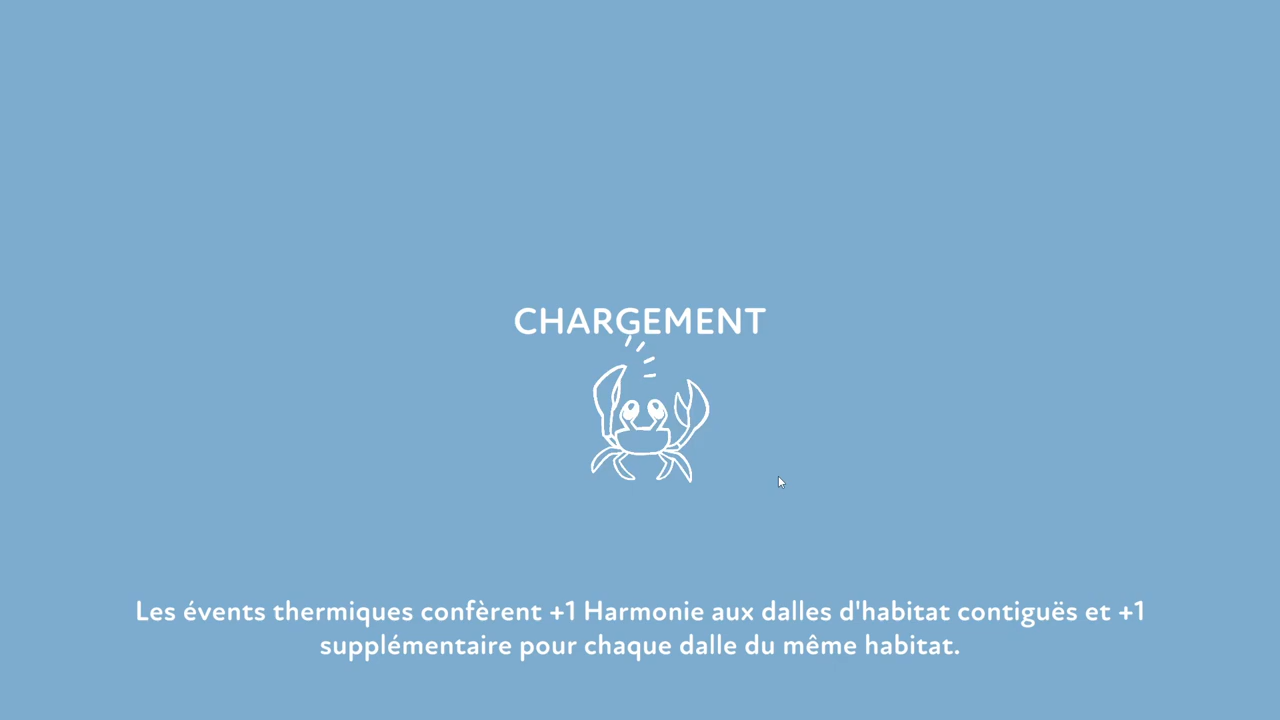 CHARGEMENT
Les évents thermiques confèrent +1 Harmonie aux dalles d'habitat contiguës et +1
supplémentaire pour chaque dalle du même habitat.